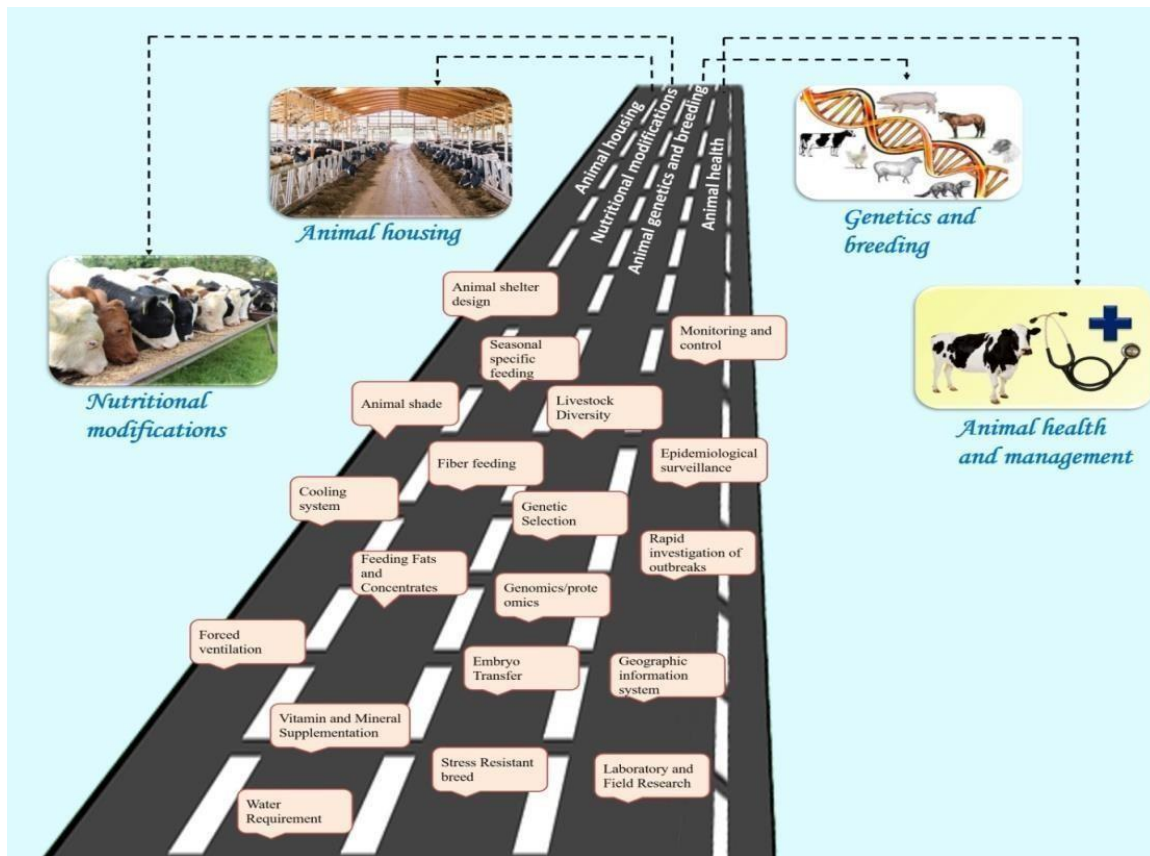 Animal housing
Nutritional modifications
Animal genetics and breeding
Animal health
Animal housing
Genetics and
breeding
Nutritional
modifications
Animal health
and management
Animal shelter
design
Monitoring and
control
Seasonal
specific
feeding
Animal shade
Livestock
Diversity
Fiber feeding
Epidemiological
surveillance
Cooling
system
Genetic
Selection
Rapid
investigation of
outbreaks
Feeding Fats
and
Concentrates
Genomics/prote
omics
Forced
ventilation
Embryo
Transfer
Geographic
information
system
Vitamin and Mineral
Supplementation
Stress Resistant
breed
Laboratory and
Field Research
Water
Requirement